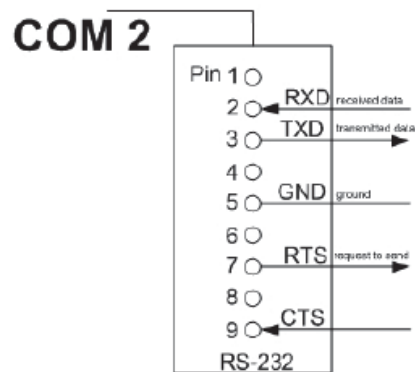 COM 2
Pin 1
2 RXD received data
3 TXD transmitted data
4
5 GND ground
6
7 RTS request to send
8
9 CTS
RS-232